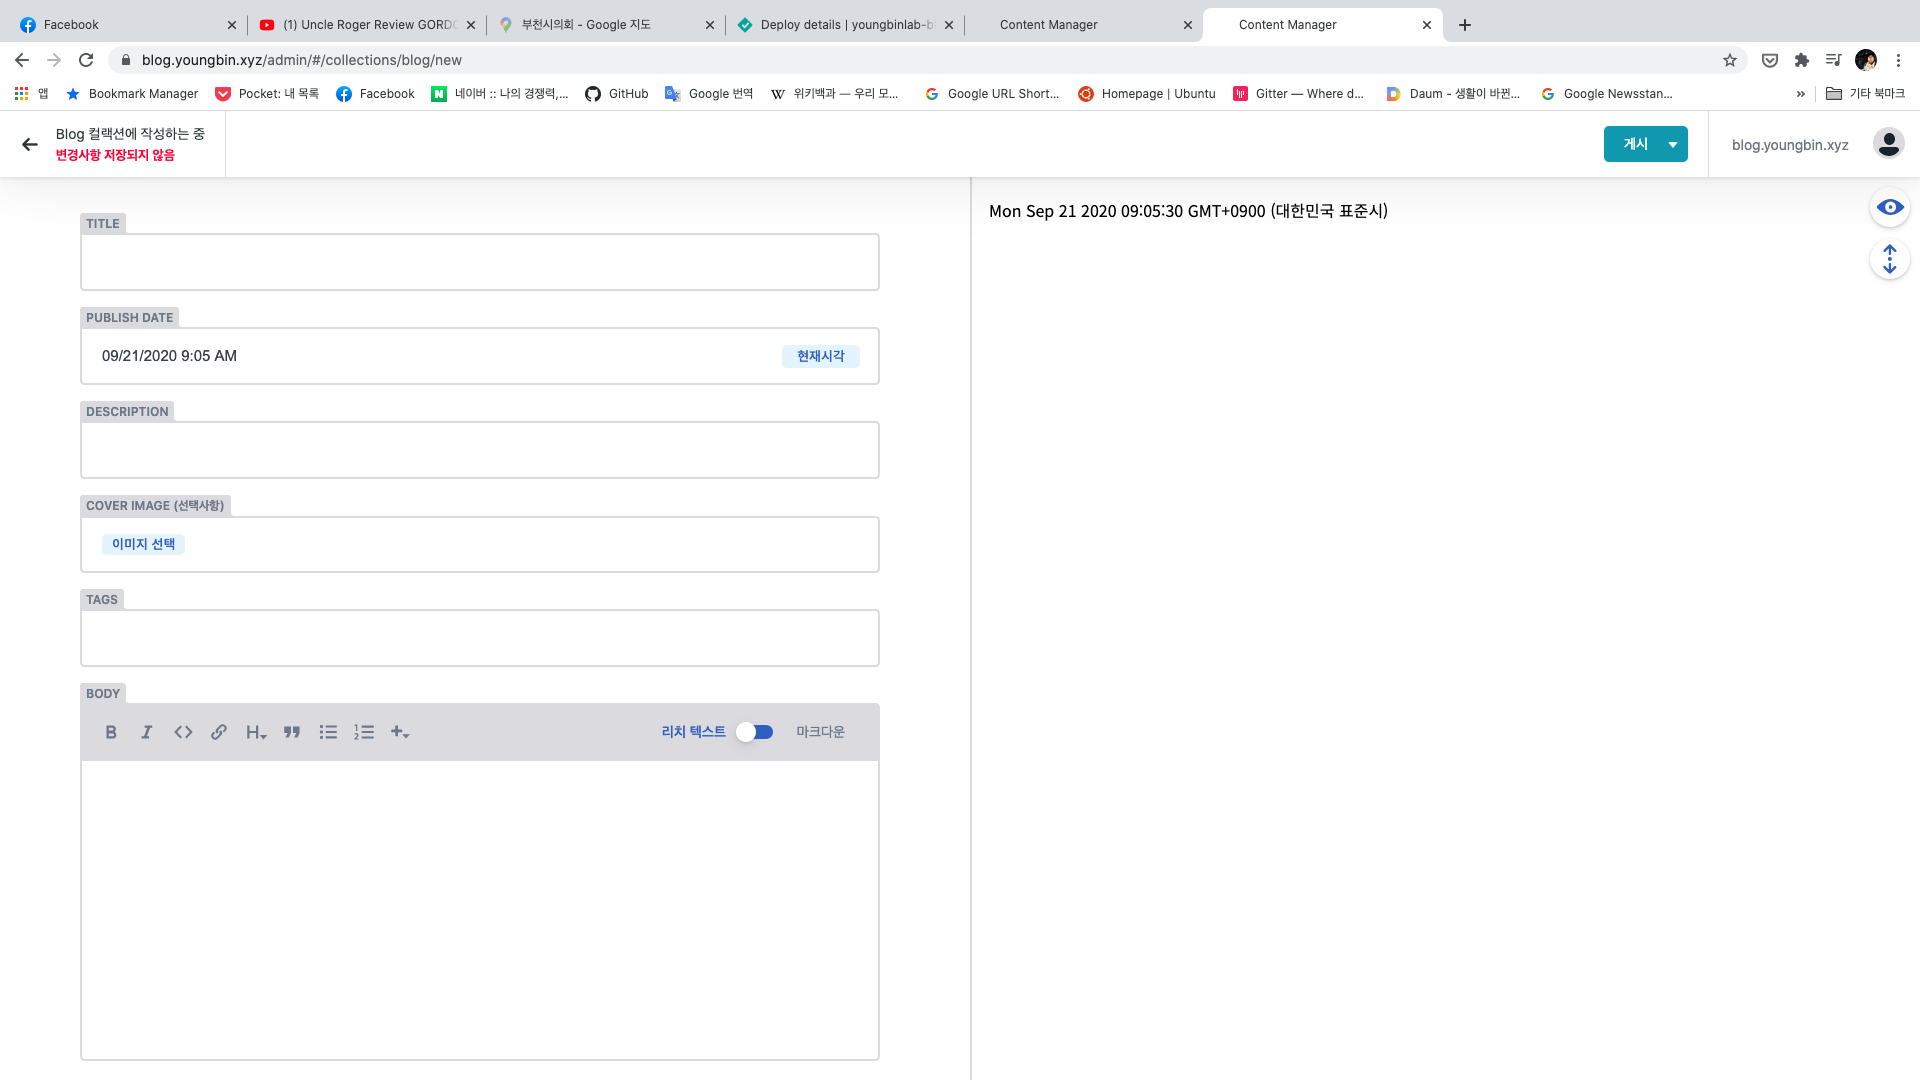 Facebook
(1) Uncle Roger Review GORDO
부천시의회 - Google 지도
Deploy details | youngbinlab-b
Content Manager
Content Manager
blog.youngbin.xyz/admin/#/collections/blog/new
앱
Bookmark Manager
Pocket: 내 목록
Facebook
네이버 :: 나의 경쟁력,...
GitHub
Google 번역
위키백과 — 우리 모...
Google URL Short...
Homepage | Ubuntu
Gitter — Where d...
Daum - 생활이 바뀐...
Google Newsstan...
»
기타 북마크
Blog 컬랙션에 작성하는 중
변경사항 저장되지 않음
게시
blog.youngbin.xyz
TITLE
PUBLISH DATE
09/21/2020 9:05 AM
현재시각
DESCRIPTION
COVER IMAGE (선택사항)
이미지 선택
TAGS
BODY
리치 텍스트
마크다운
Mon Sep 21 2020 09:05:30 GMT+0900 (대한민국 표준시)